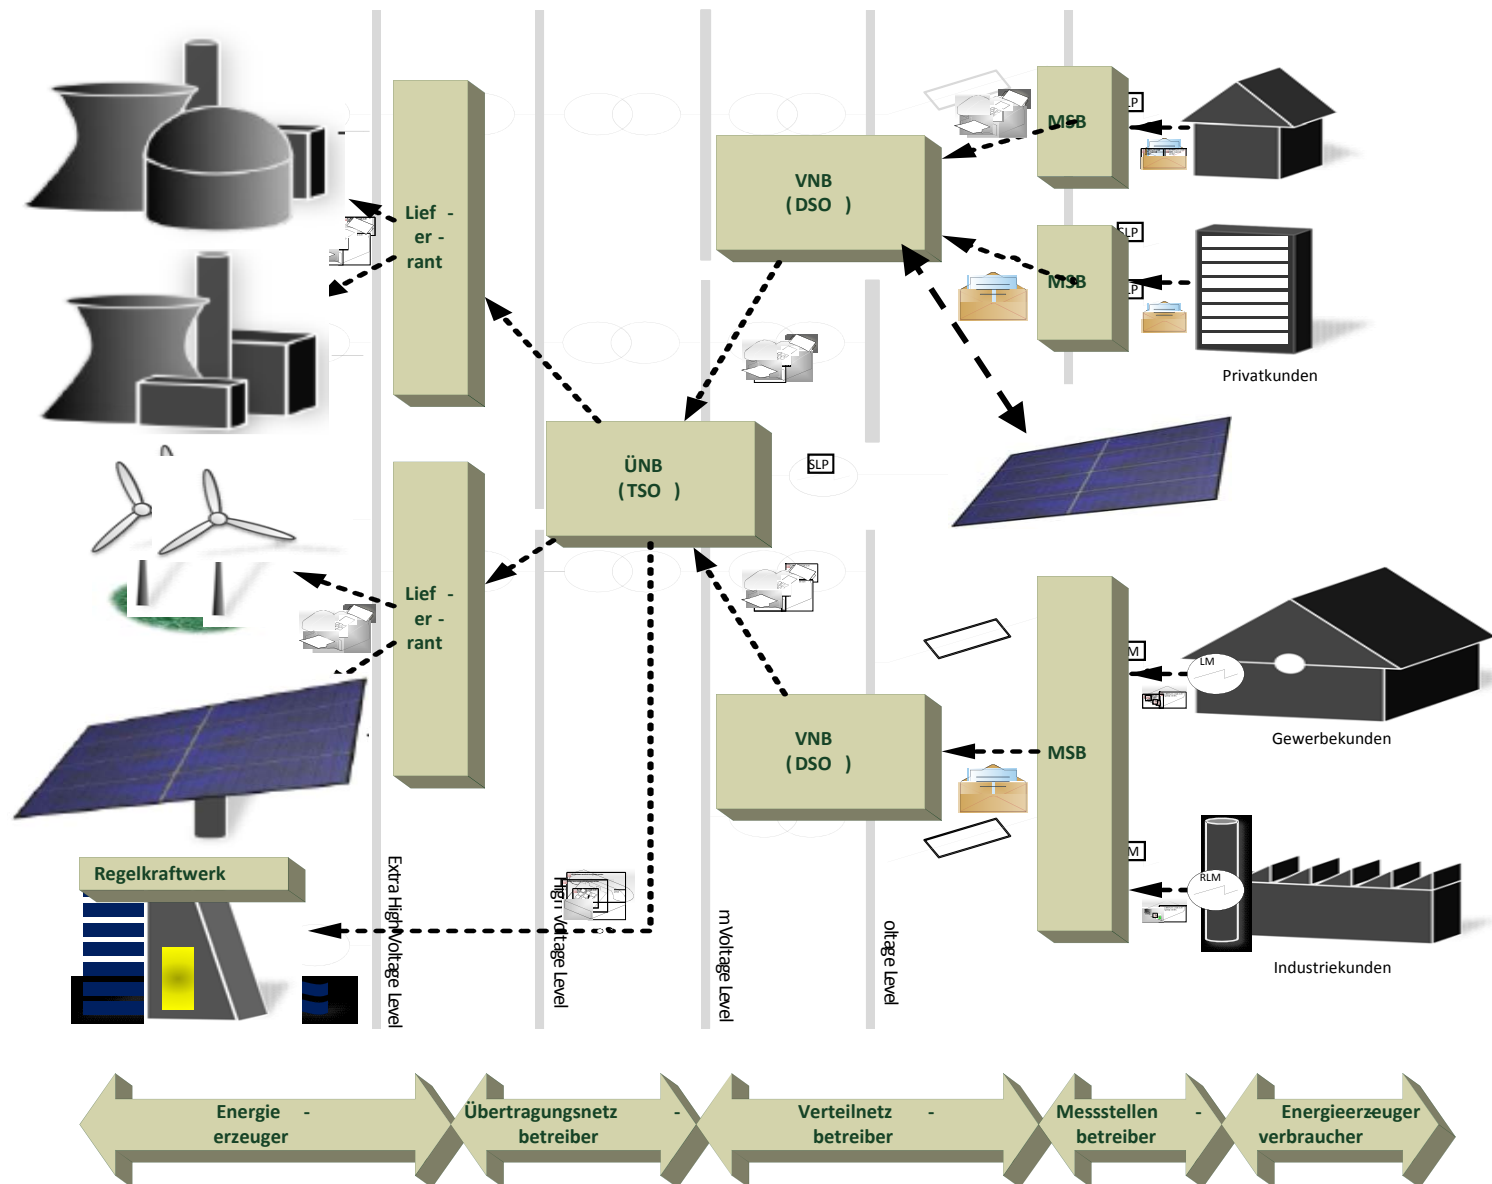 MSB
SLP
VNB
(DSO)
Lief-
er-
rant
SLP
MSB
Privatkunden
ÜNB
(TSO)
SLP
Lief-
er-
rant
LM
Gewerbekunden
VNB
(DSO)
MSB
Regelkraftwerk
RLM
Industriekunden
Extra High Voltage Level
High Voltage Level
m Voltage Level
oltage Level
Energie-
erzeuger
Übertragungsnetz-
betreiber
Verteilnetz-
betreiber
Messstellen-
betreiber
Energieerzeuger
verbraucher